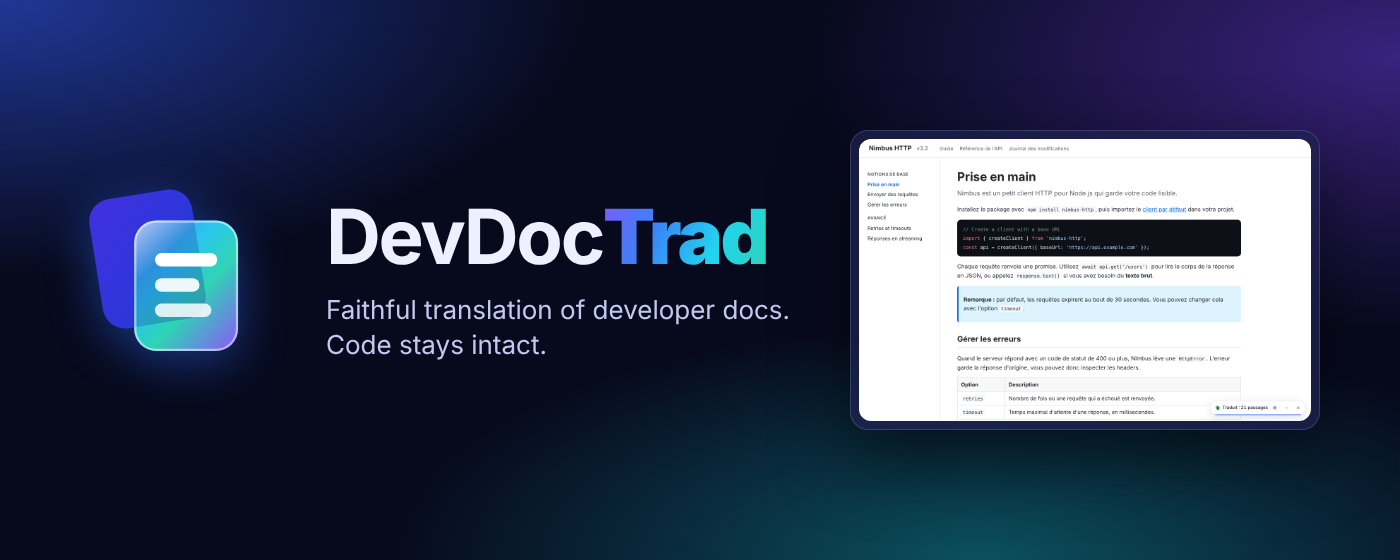 DevDocTrad
Faithful translation of developer docs.
Code stays intact.
Nimbus HTTP v3.2 Guide Référence de l'API Journal des modifications
NOTIONS DE BASE
Prise en main
Envoyer des requêtes
Gérer les erreurs
AVANCÉ
Retries et timeouts
Réponses en streaming
Prise en main
Nimbus est un petit client HTTP pour Node.js qui garde votre code lisible.
Installez le package avec npm install nimbus-http, puis importez le client par défaut dans votre projet.
// Create a client with a base URL
import { createClient } from 'nimbus-http';
const api = createClient({ baseUrl: 'https://api.example.com' });
Chaque requête renvoie une promise. Utilisez await api.get('/users') pour lire le corps de la réponse
en JSON, ou appelez response.text() si vous avez besoin du texte brut.
Remarque : par défaut, les requêtes expirent au bout de 30 secondes. Vous pouvez changer cela
avec l'option timeout.
Gérer les erreurs
Quand le serveur répond avec un code de statut de 400 ou plus, Nimbus lève une HttpError. L'erreur
garde la réponse d'origine, vous pouvez donc inspecter les headers.
Option Description
retries Nombre de fois où une requête qui a échoué est renvoyée.
timeout Temps maximal d'attente d'une réponse, en millisecondes.
Traduit : 21 passages